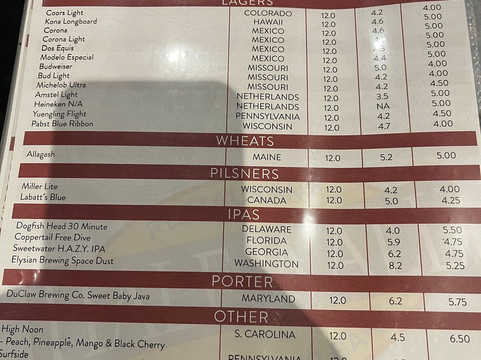 LAGERS
Coors Light COLORADO 12.0 4.2 4.00
Kona Longboard HAWAII 12.0 4.6 5.00
Corona MEXICO 12.0 4.6 5.00
Corona Light MEXICO 12.0 5.00
Dos Equis MEXICO 12.0 5.00
Modelo Especial MEXICO 12.0 4.4 5.00
Budweiser MISSOURI 12.0 5.0 4.00
Bud Light MISSOURI 12.0 4.2 4.00
Michelob Ultra MISSOURI 12.0 4.2 4.50
Amstel Light NETHERLANDS 12.0 3.5 5.00
Heineken N/A NETHERLANDS 12.0 NA 5.00
Yuengling Flight PENNSYLVANIA 12.0 4.2 4.50
Pabst Blue Ribbon WISCONSIN 12.0 4.7 4.00
WHEATS
Allagash MAINE 12.0 5.2 5.00
PILSNERS
Miller Lite WISCONSIN 12.0 4.2 4.00
Labatt's Blue CANADA 12.0 5.0 4.25
IPAS
Dogfish Head 30 Minute DELAWARE 12.0 4.0 5.50
Coppertail Free Dive FLORIDA 12.0 5.9 4.75
Sweetwater H.A.Z.Y. IPA GEORGIA 12.0 6.2 4.75
Elysian Brewing Space Dust WASHINGTON 12.0 8.2 5.25
PORTER
DuClaw Brewing Co. Sweet Baby Java MARYLAND 12.0 6.2 5.75
OTHER
High Noon S. CAROLINA 12.0 4.5 6.50
- Peach, Pineapple, Mango & Black Cherry
Surfside PENNSYLVANIA